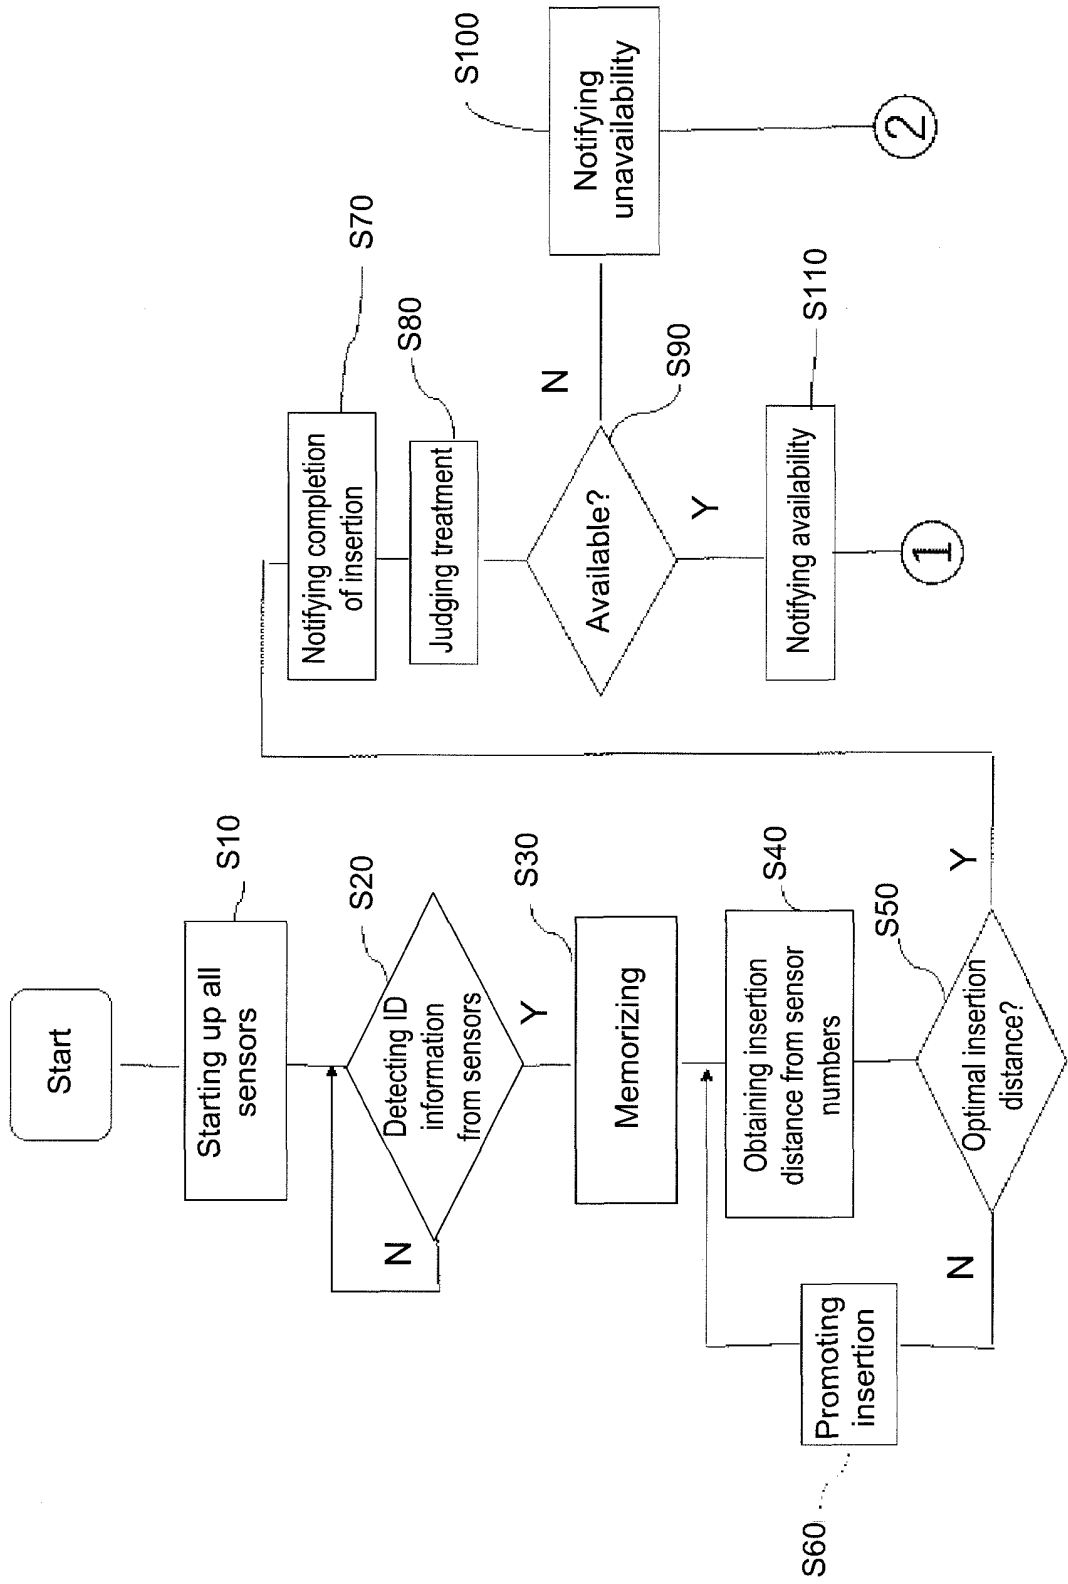 Start
Starting up all
sensors
S10
Detecting ID
information
from sensors
S20
N
Y
Memorizing
S30
Obtaining insertion
distance from sensor
numbers
S40
Optimal insertion
distance?
S50
N
Y
Promoting
insertion
S60
Notifying completion
of insertion
S70
Judging treatment
S80
Available?
S90
N
Y
Notifying
unavailability
S100
2
Notifying availability
S110
1